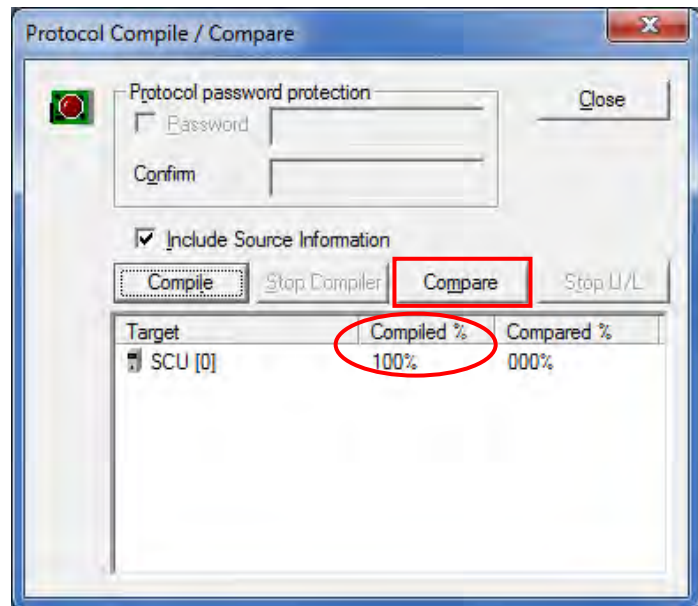 Protocol Compile / Compare
Protocol password protection
Close
Password
Confirm
Include Source Information
Compile Stop Compiler Compare Stop U/L
Target Compiled % Compared %
SCU [0] 100% 000%